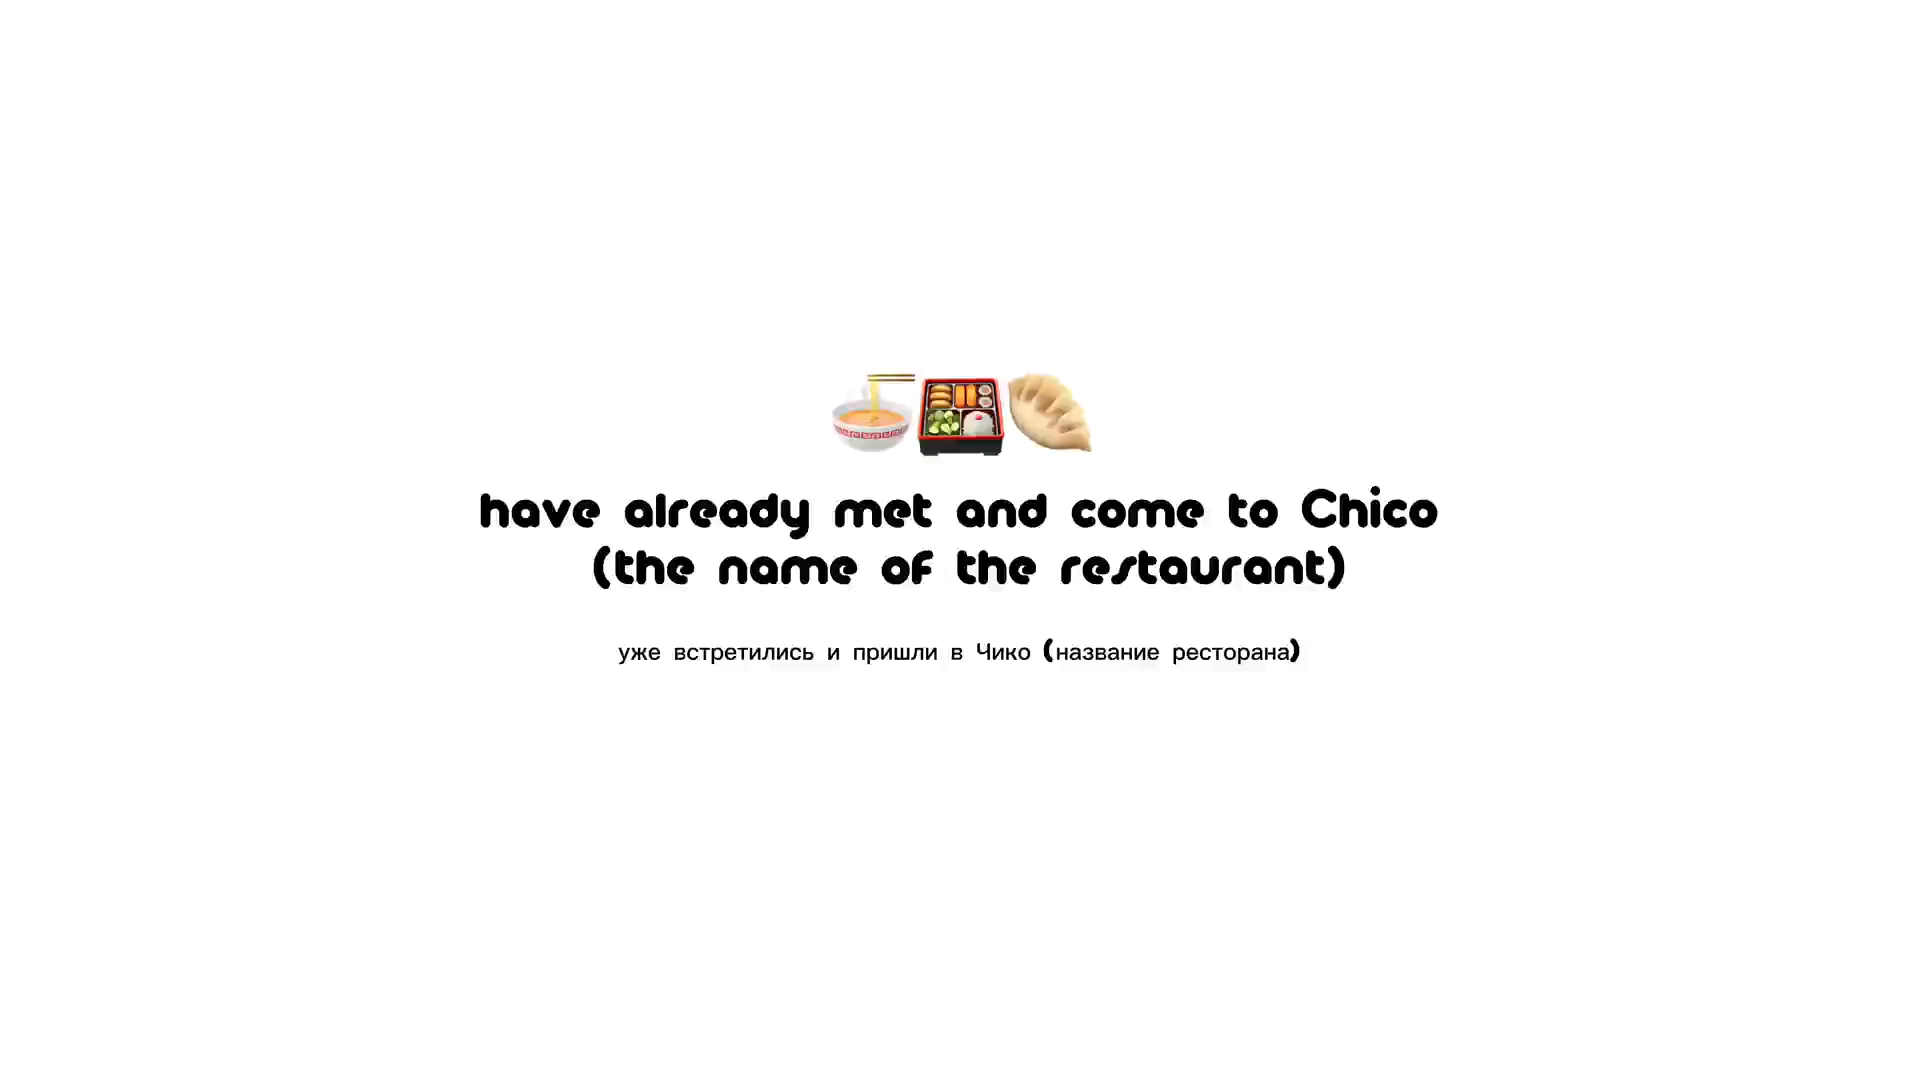 have already met and come to Chico
(the name of the restaurant)
уже встретились и пришли в Чико (название ресторана)